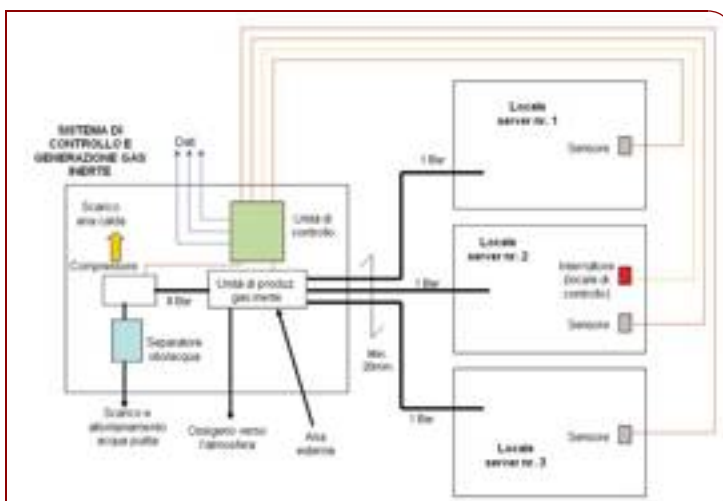 SISTEMA DI
CONTROLLO E
GENERAZIONE GAS
INERTE
Dati
Scarico
aria calda
Compressore
Unità di
controllo
8 Bar
Unità di produz.
gas inerte
Separatore
olio/acqua
Scarico e
allontanamento
acqua pulita
Ossigeno verso
l'atmosfera
Aria
esterna
Min.
20mm
1 Bar
Locale
server nr. 1
Sensore
1 Bar
Locale
server nr. 2
Interruttore
(locale di
controllo)
Sensore
1 Bar
Sensore
Locale
server nr. 3